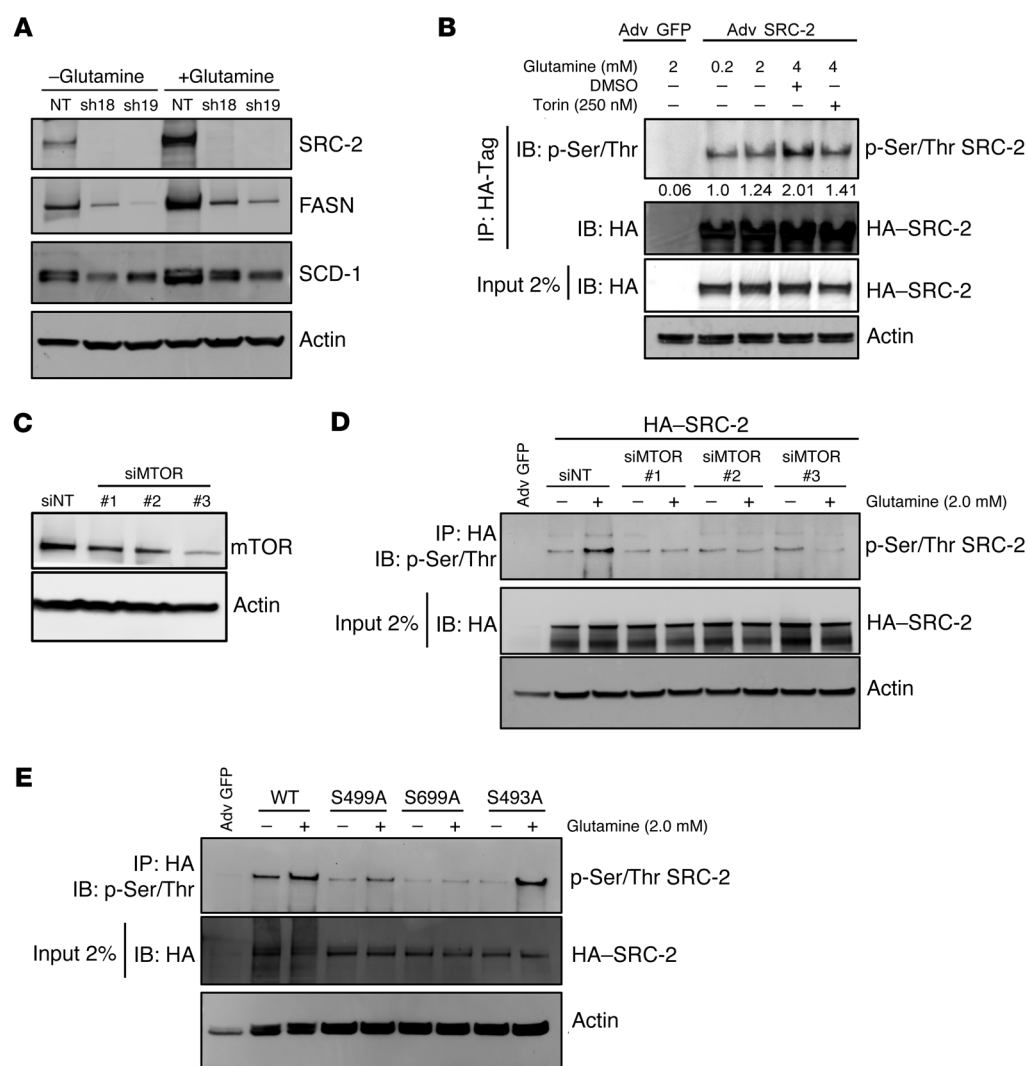 A
–Glutamine +Glutamine
NT sh18 sh19 NT sh18 sh19
SRC-2
FASN
SCD-1
Actin
B
Adv GFP Adv SRC-2
Glutamine (mM) 2 0.2 2 4 4
DMSO – – – + –
Torin (250 nM) – – – – +
IP: HA-Tag
IB: p-Ser/Thr p-Ser/Thr SRC-2
0.06 1.0 1.24 2.01 1.41
IB: HA HA–SRC-2
Input 2% IB: HA HA–SRC-2
Actin
C
siMTOR
siNT #1 #2 #3
mTOR
Actin
D
HA–SRC-2
Adv GFP
siNT siMTOR #1 siMTOR #2 siMTOR #3
– + – + – + – + Glutamine (2.0 mM)
IP: HA
IB: p-Ser/Thr p-Ser/Thr SRC-2
Input 2% IB: HA HA–SRC-2
Actin
E
Adv GFP
WT S499A S699A S493A
– + – + – + – + Glutamine (2.0 mM)
IP: HA
IB: p-Ser/Thr p-Ser/Thr SRC-2
Input 2% IB: HA HA–SRC-2
Actin